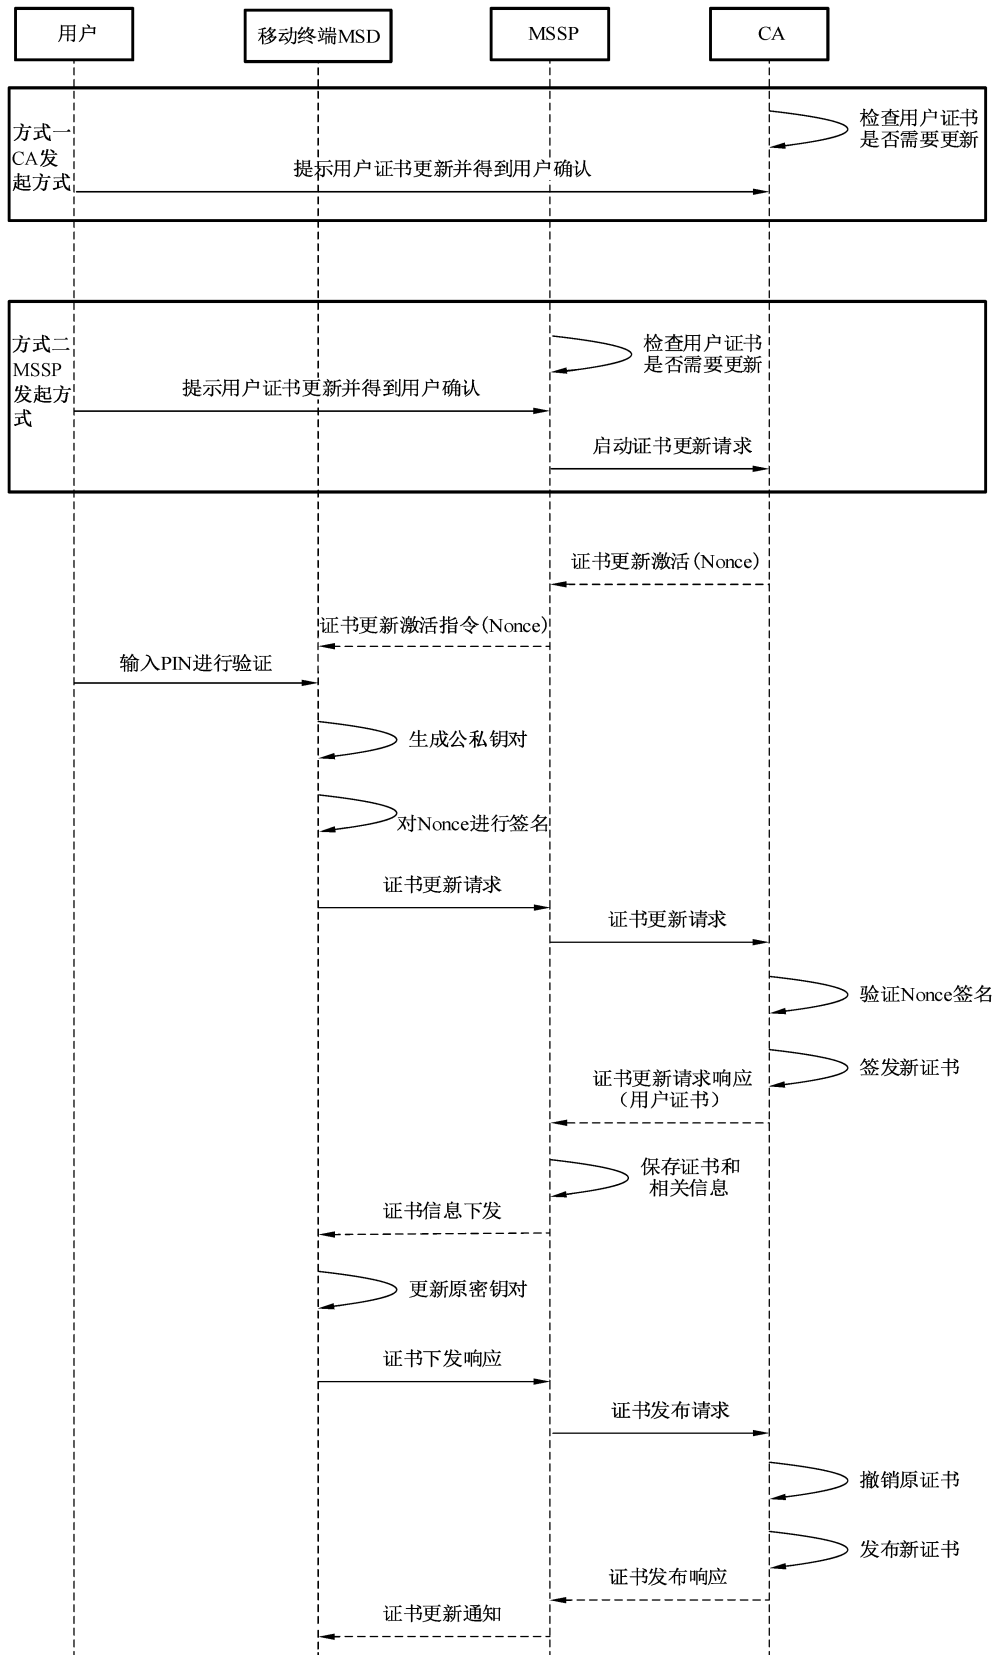 用户
移动终端MSD
MSSP
CA
方式一
CA发
起方式
检查用户证书
是否需要更新
提示用户证书更新并得到用户确认
方式二
MSSP
发起方
式
检查用户证书
是否需要更新
提示用户证书更新并得到用户确认
启动证书更新请求
证书更新激活(Nonce)
证书更新激活指令(Nonce)
输入PIN进行验证
生成公私钥对
对Nonce进行签名
证书更新请求
证书更新请求
验证Nonce签名
签发新证书
证书更新请求响应
（用户证书）
保存证书和
相关信息
证书信息下发
更新原密钥对
证书下发响应
证书发布请求
撤销原证书
发布新证书
证书发布响应
证书更新通知